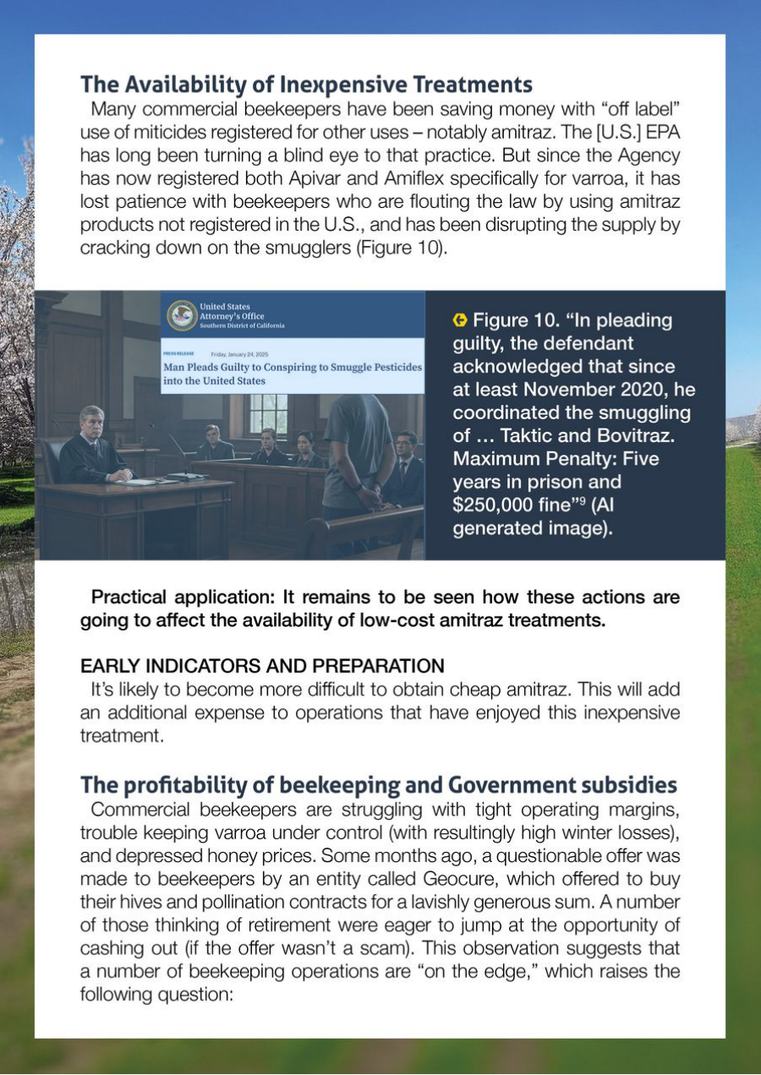 The Availability of Inexpensive Treatments
Many commercial beekeepers have been saving money with “off label”
use of miticides registered for other uses – notably amitraz. The [U.S.] EPA
has long been turning a blind eye to that practice. But since the Agency
has now registered both Apivar and Amiflex specifically for varroa, it has
lost patience with beekeepers who are flouting the law by using amitraz
products not registered in the U.S., and has been disrupting the supply by
cracking down on the smugglers (Figure 10).
United States
Attorney's Office
Southern District of California
PRESS RELEASE
Friday, January 24, 2025
Man Pleads Guilty to Conspiring to Smuggle Pesticides
into the United States
Figure 10. “In pleading
guilty, the defendant
acknowledged that since
at least November 2020, he
coordinated the smuggling
of … Taktic and Bovitraz.
Maximum Penalty: Five
years in prison and
$250,000 fine”⁹ (AI
generated image).
Practical application: It remains to be seen how these actions are
going to affect the availability of low-cost amitraz treatments.
EARLY INDICATORS AND PREPARATION
It’s likely to become more difficult to obtain cheap amitraz. This will add
an additional expense to operations that have enjoyed this inexpensive
treatment.
The profitability of beekeeping and Government subsidies
Commercial beekeepers are struggling with tight operating margins,
trouble keeping varroa under control (with resultingly high winter losses),
and depressed honey prices. Some months ago, a questionable offer was
made to beekeepers by an entity called Geocure, which offered to buy
their hives and pollination contracts for a lavishly generous sum. A number
of those thinking of retirement were eager to jump at the opportunity of
cashing out (if the offer wasn’t a scam). This observation suggests that
a number of beekeeping operations are “on the edge,” which raises the
following question: